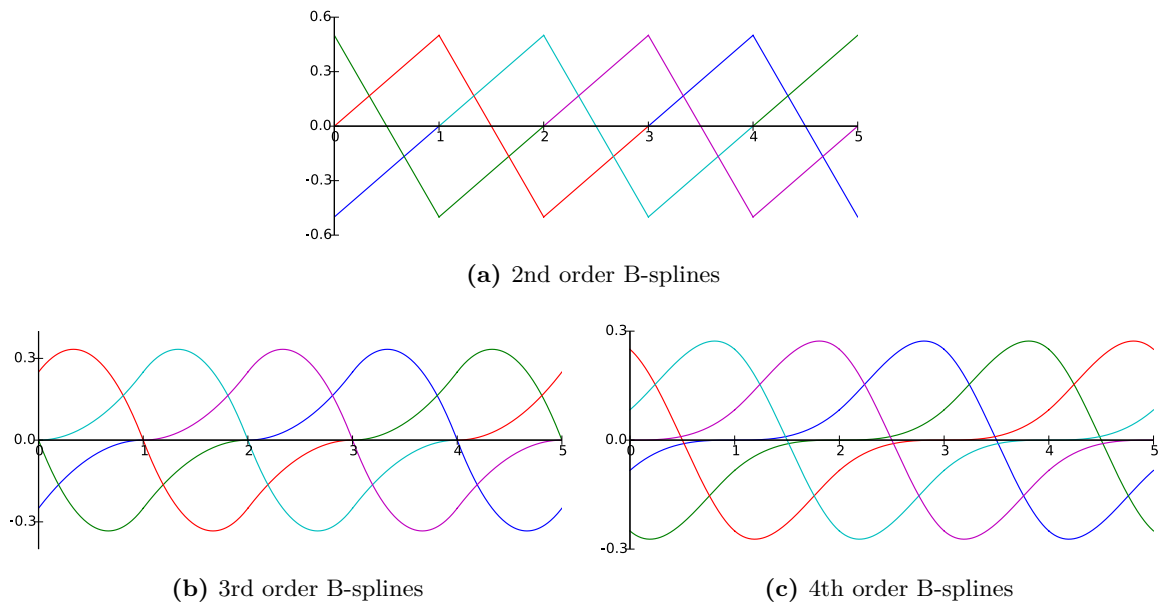 0.6
0.3
0.0
0 1 2 3 4 5
-0.3
-0.6
(a) 2nd order B-splines
0.3
0.0
0 1 2 3 4 5
-0.3
(b) 3rd order B-splines
0.3
0.0
0 1 2 3 4 5
-0.3
(c) 4th order B-splines